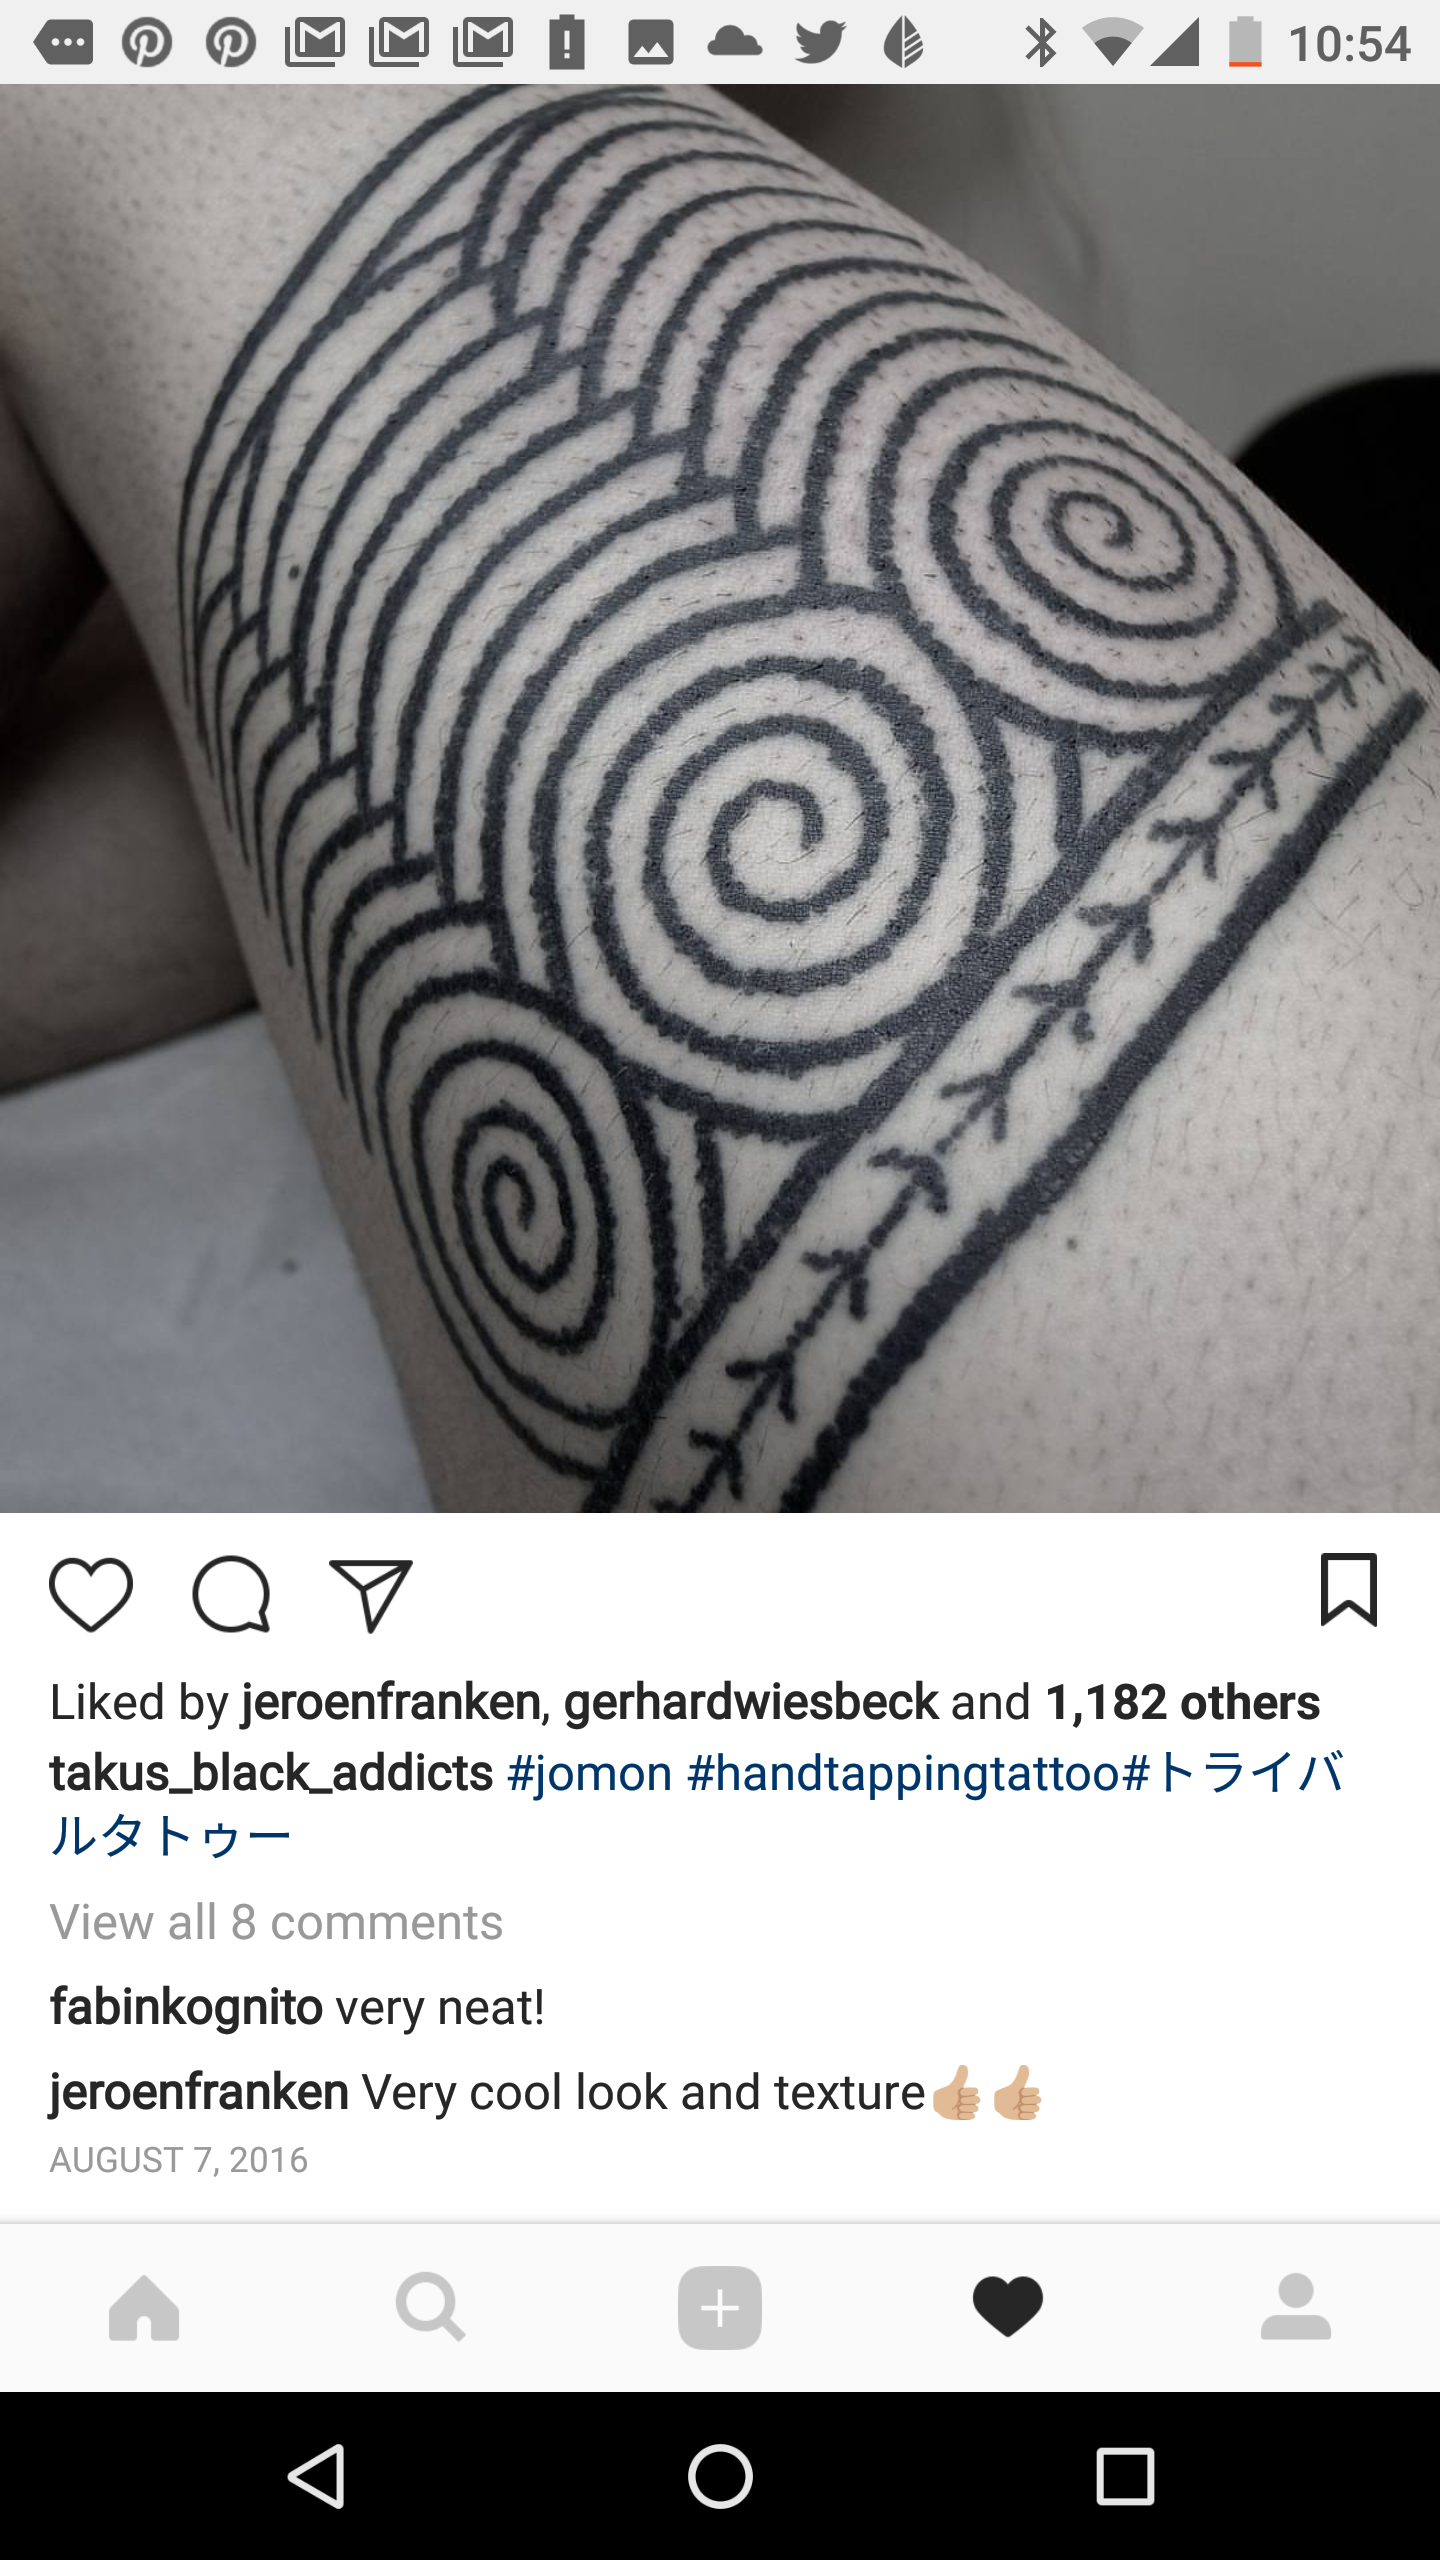 10:54
Liked by jeroenfranken, gerhardwiesbeck and 1,182 others
takus_black_addicts #jomon #handtappingtattoo#トライバ
ルタトゥー
View all 8 comments
fabinkognito very neat!
jeroenfranken Very cool look and texture👍🏼👍🏼
AUGUST 7, 2016